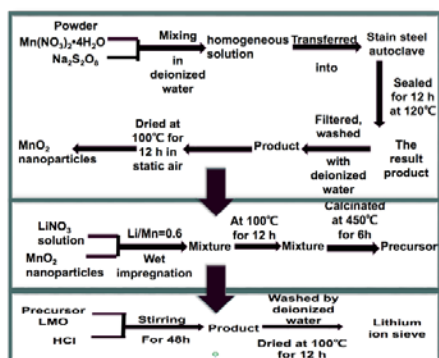 Powder
Mn(NO₃)₂•4H₂O
Na₂S₂O₈
Mixing
in
deionized
water
homogeneous
solution
Transferred
into
Stain steel
autoclave
Sealed
for 12 h
at 120℃
The
result
product
Filtered,
washed
with
deionized
water
Product
Dried at
100℃ for
12 h in
static air
MnO₂
nanoparticles
LiNO₃
solution
MnO₂
nanoparticles
Li/Mn=0.6
Wet
impregnation
Mixture
At 100℃
for 12 h
Mixture
Calcinated
at 450℃
for 6h
Precursor
Precursor
LMO
HCl
Stirring
For 48h
Product
Washed by
deionized
water
Dried at 100℃
for 12 h
Lithium
ion sieve